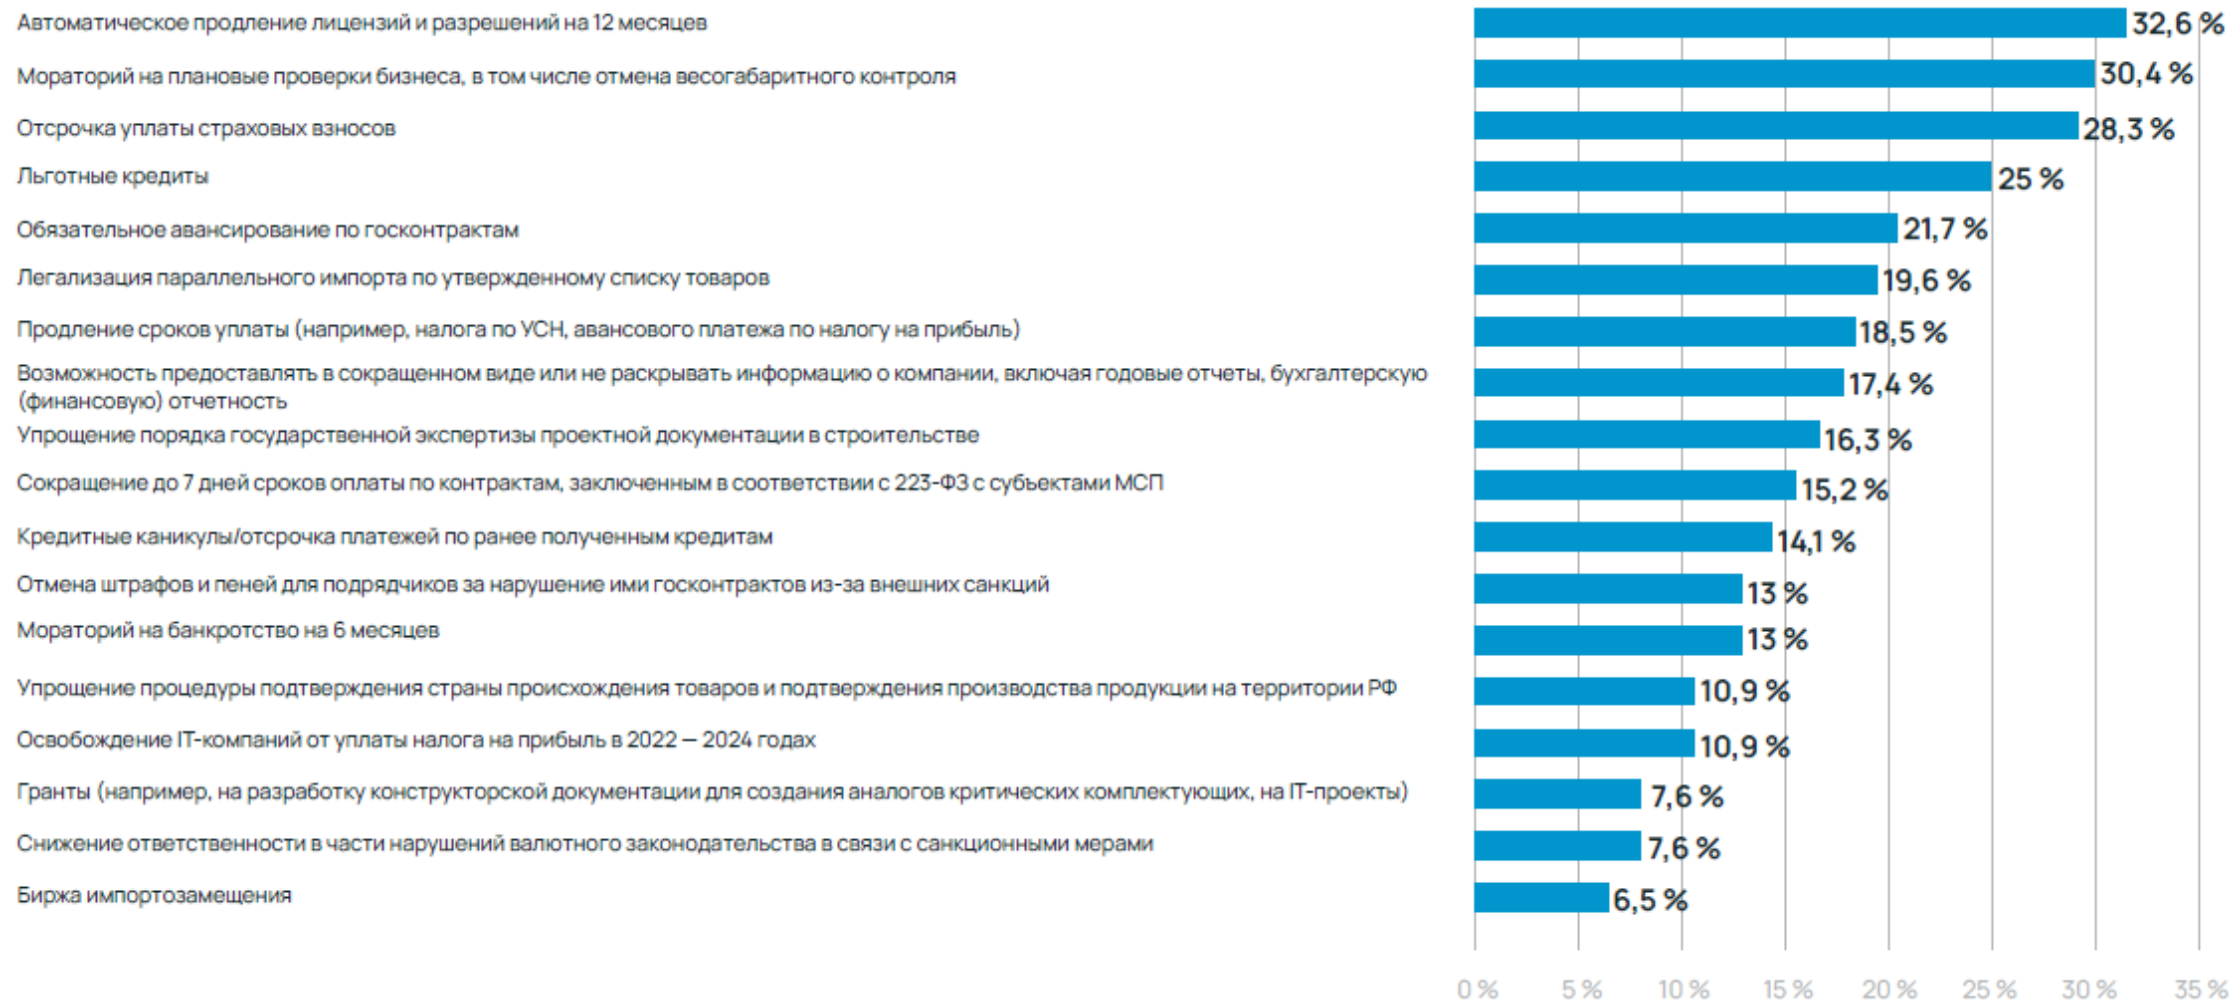 Автоматическое продление лицензий и разрешений на 12 месяцев 32,6 %
Мораторий на плановые проверки бизнеса, в том числе отмена весогабаритного контроля 30,4 %
Отсрочка уплаты страховых взносов 28,3 %
Льготные кредиты 25 %
Обязательное авансирование по госконтрактам 21,7 %
Легализация параллельного импорта по утвержденному списку товаров 19,6 %
Продление сроков уплаты (например, налога по УСН, авансового платежа по налогу на прибыль) 18,5 %
Возможность предоставлять в сокращенном виде или не раскрывать информацию о компании, включая годовые отчеты, бухгалтерскую
(финансовую) отчетность 17,4 %
Упрощение порядка государственной экспертизы проектной документации в строительстве 16,3 %
Сокращение до 7 дней сроков оплаты по контрактам, заключенным в соответствии с 223-ФЗ с субъектами МСП 15,2 %
Кредитные каникулы/отсрочка платежей по ранее полученным кредитам 14,1 %
Отмена штрафов и пеней для подрядчиков за нарушение ими госконтрактов из-за внешних санкций 13 %
Мораторий на банкротство на 6 месяцев 13 %
Упрощение процедуры подтверждения страны происхождения товаров и подтверждения производства продукции на территории РФ 10,9 %
Освобождение IT-компаний от уплаты налога на прибыль в 2022 — 2024 годах 10,9 %
Гранты (например, на разработку конструкторской документации для создания аналогов критических комплектующих, на IT-проекты) 7,6 %
Снижение ответственности в части нарушений валютного законодательства в связи с санкционными мерами 7,6 %
Биржа импортозамещения 6,5 %
0 % 5 % 10 % 15 % 20 % 25 % 30 % 35 %